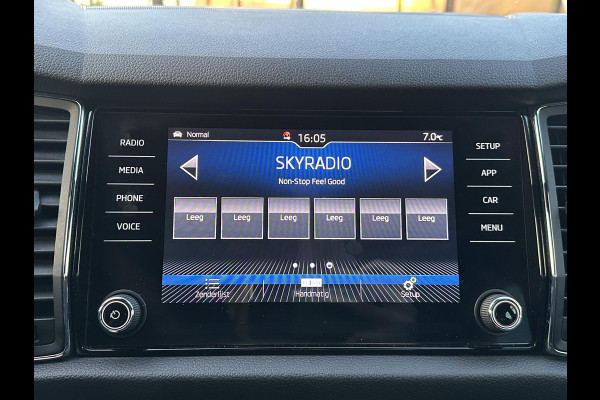 Normal 16:05 7.0°C
RADIO
MEDIA
PHONE
VOICE
SKYRADIO
Non-Stop Feel Good
Leeg Leeg Leeg Leeg Leeg Leeg
Zenderlijst Handmatig Setup
SETUP
APP
CAR
MENU